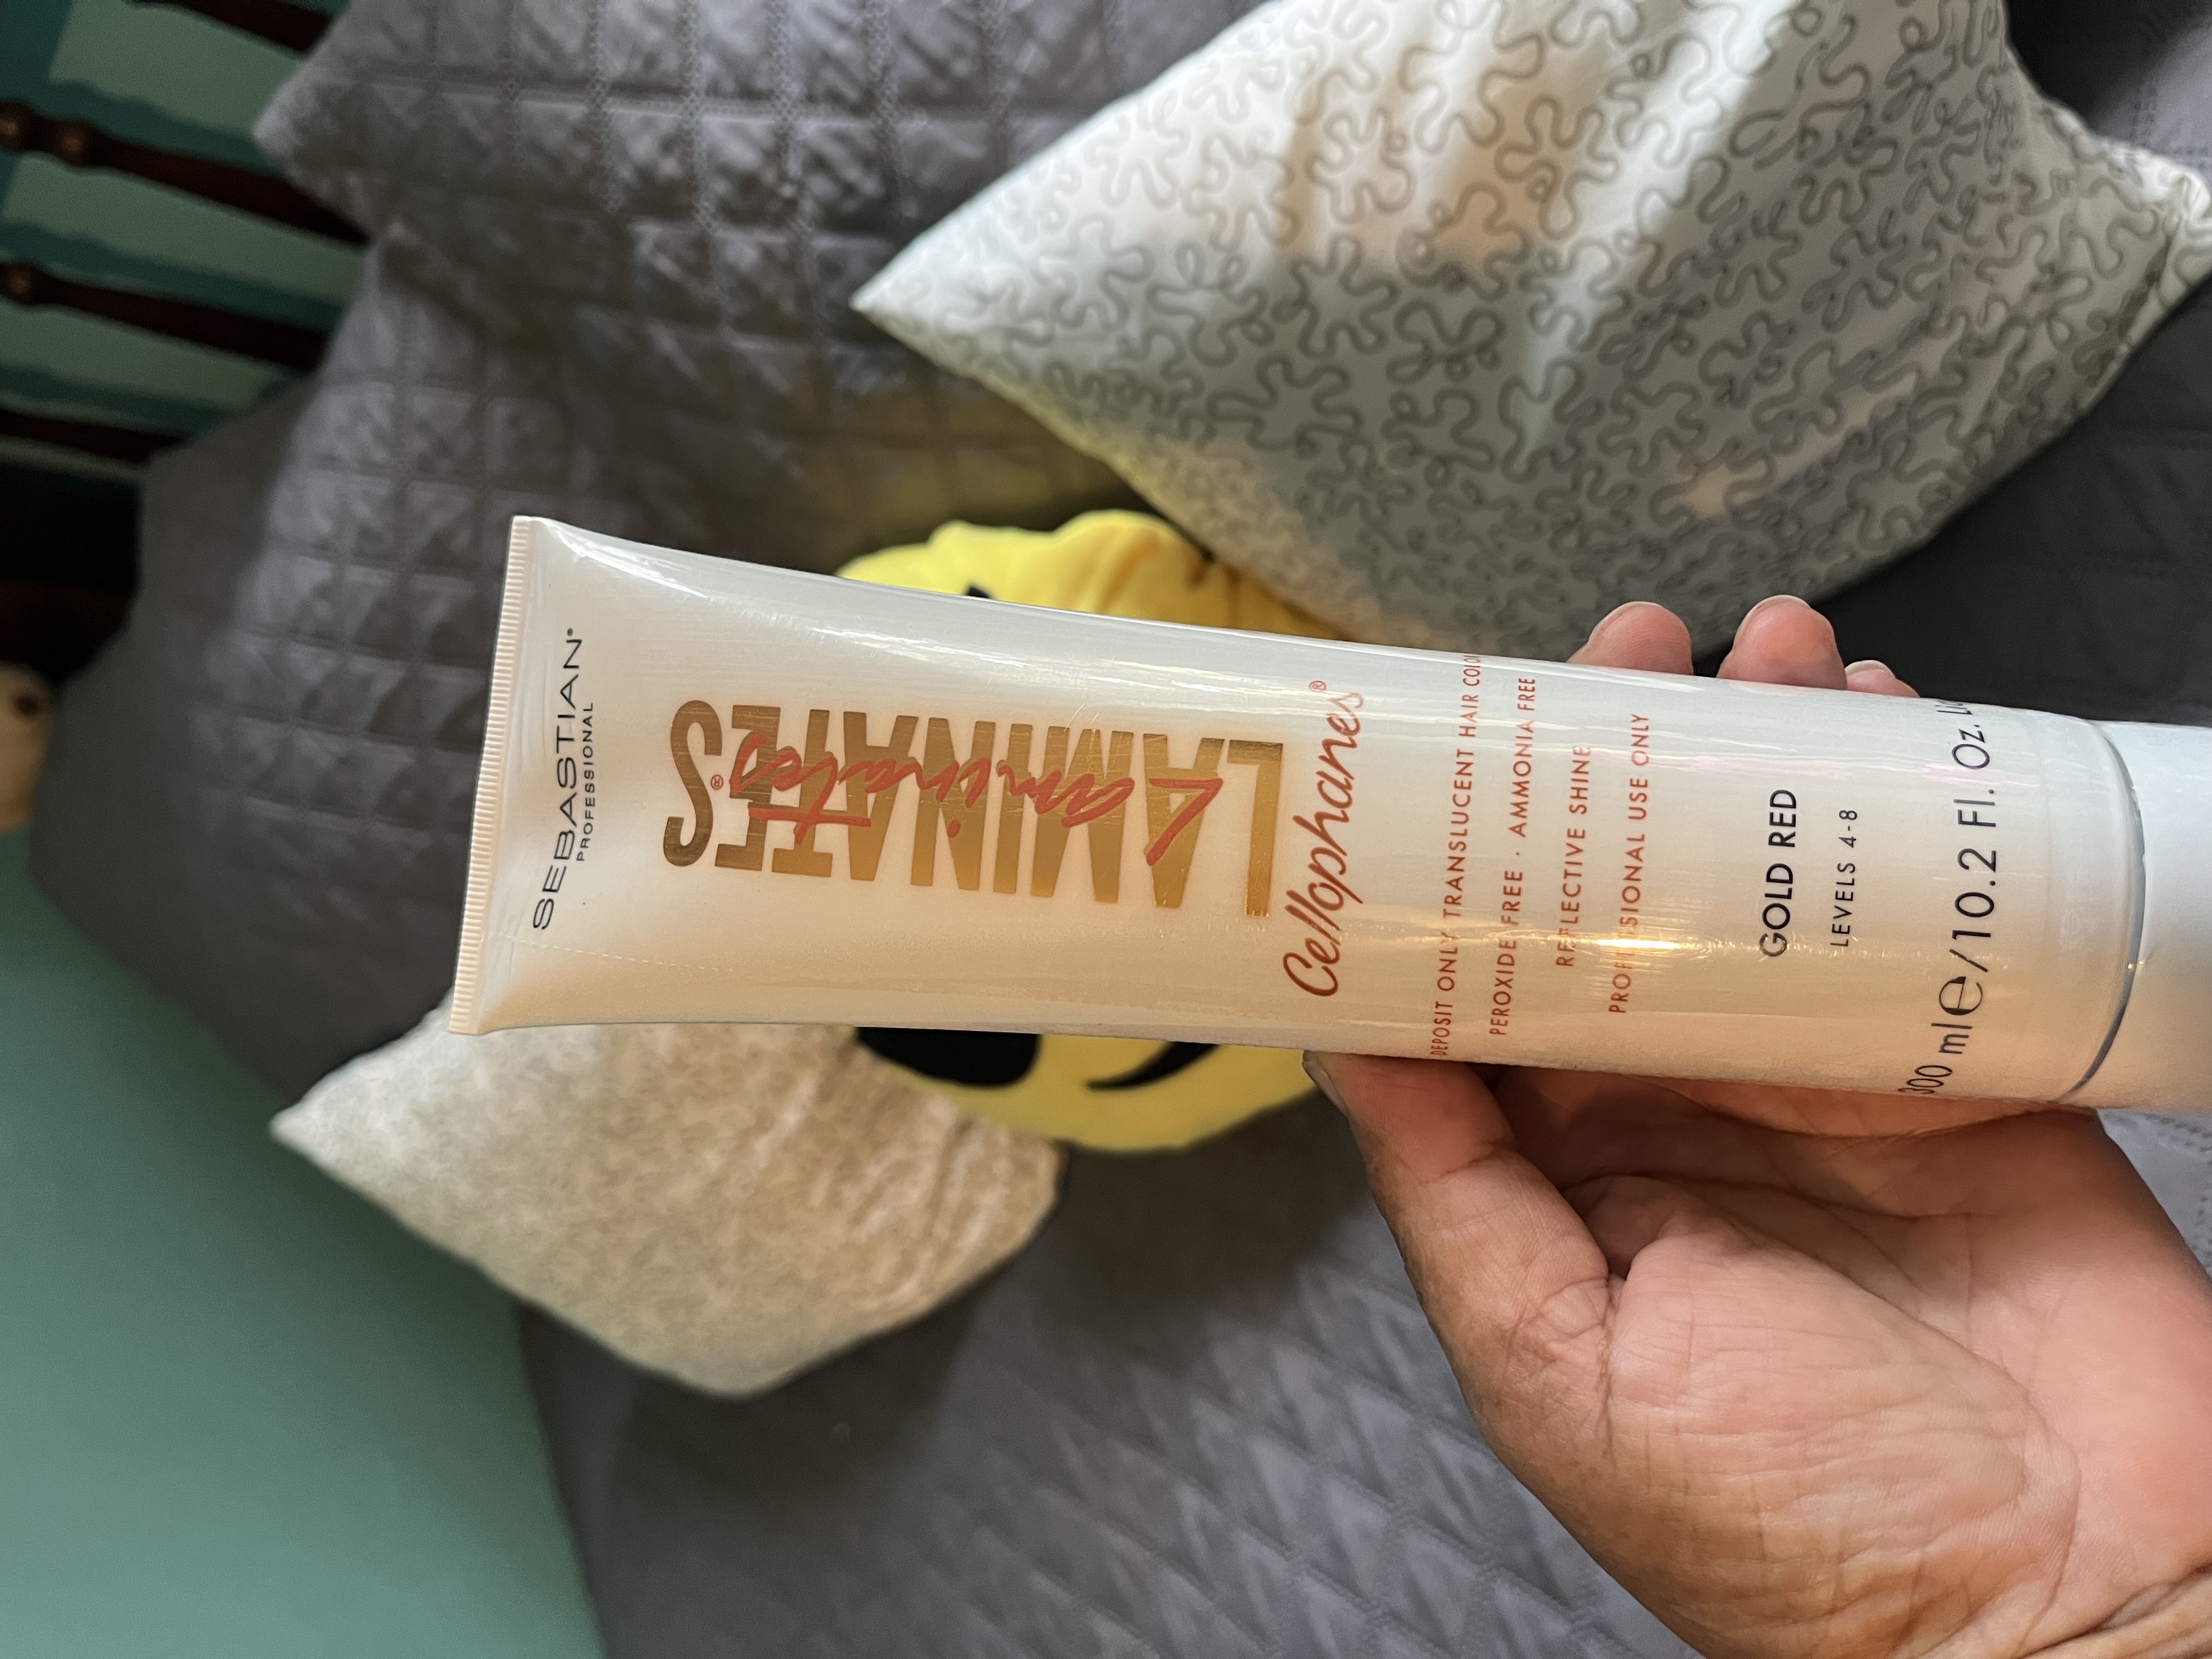 SEBASTIAN®
PROFESSIONAL
LAMINATES
Laminates®
Cellophanes®
DEPOSIT ONLY TRANSLUCENT HAIR COLO
PEROXIDE FREE · AMMONIA FREE
REFLECTIVE SHINE
PROFESSIONAL USE ONLY
GOLD RED
LEVELS 4-8
300 ml℮/10.2 Fl. Oz. Liq